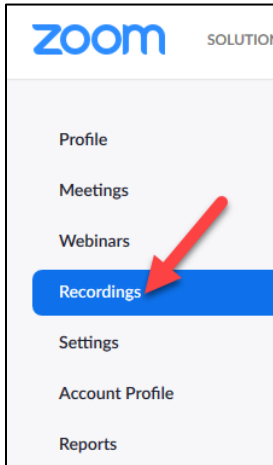 zoom SOLUTION
Profile
Meetings
Webinars
Recordings
Settings
Account Profile
Reports